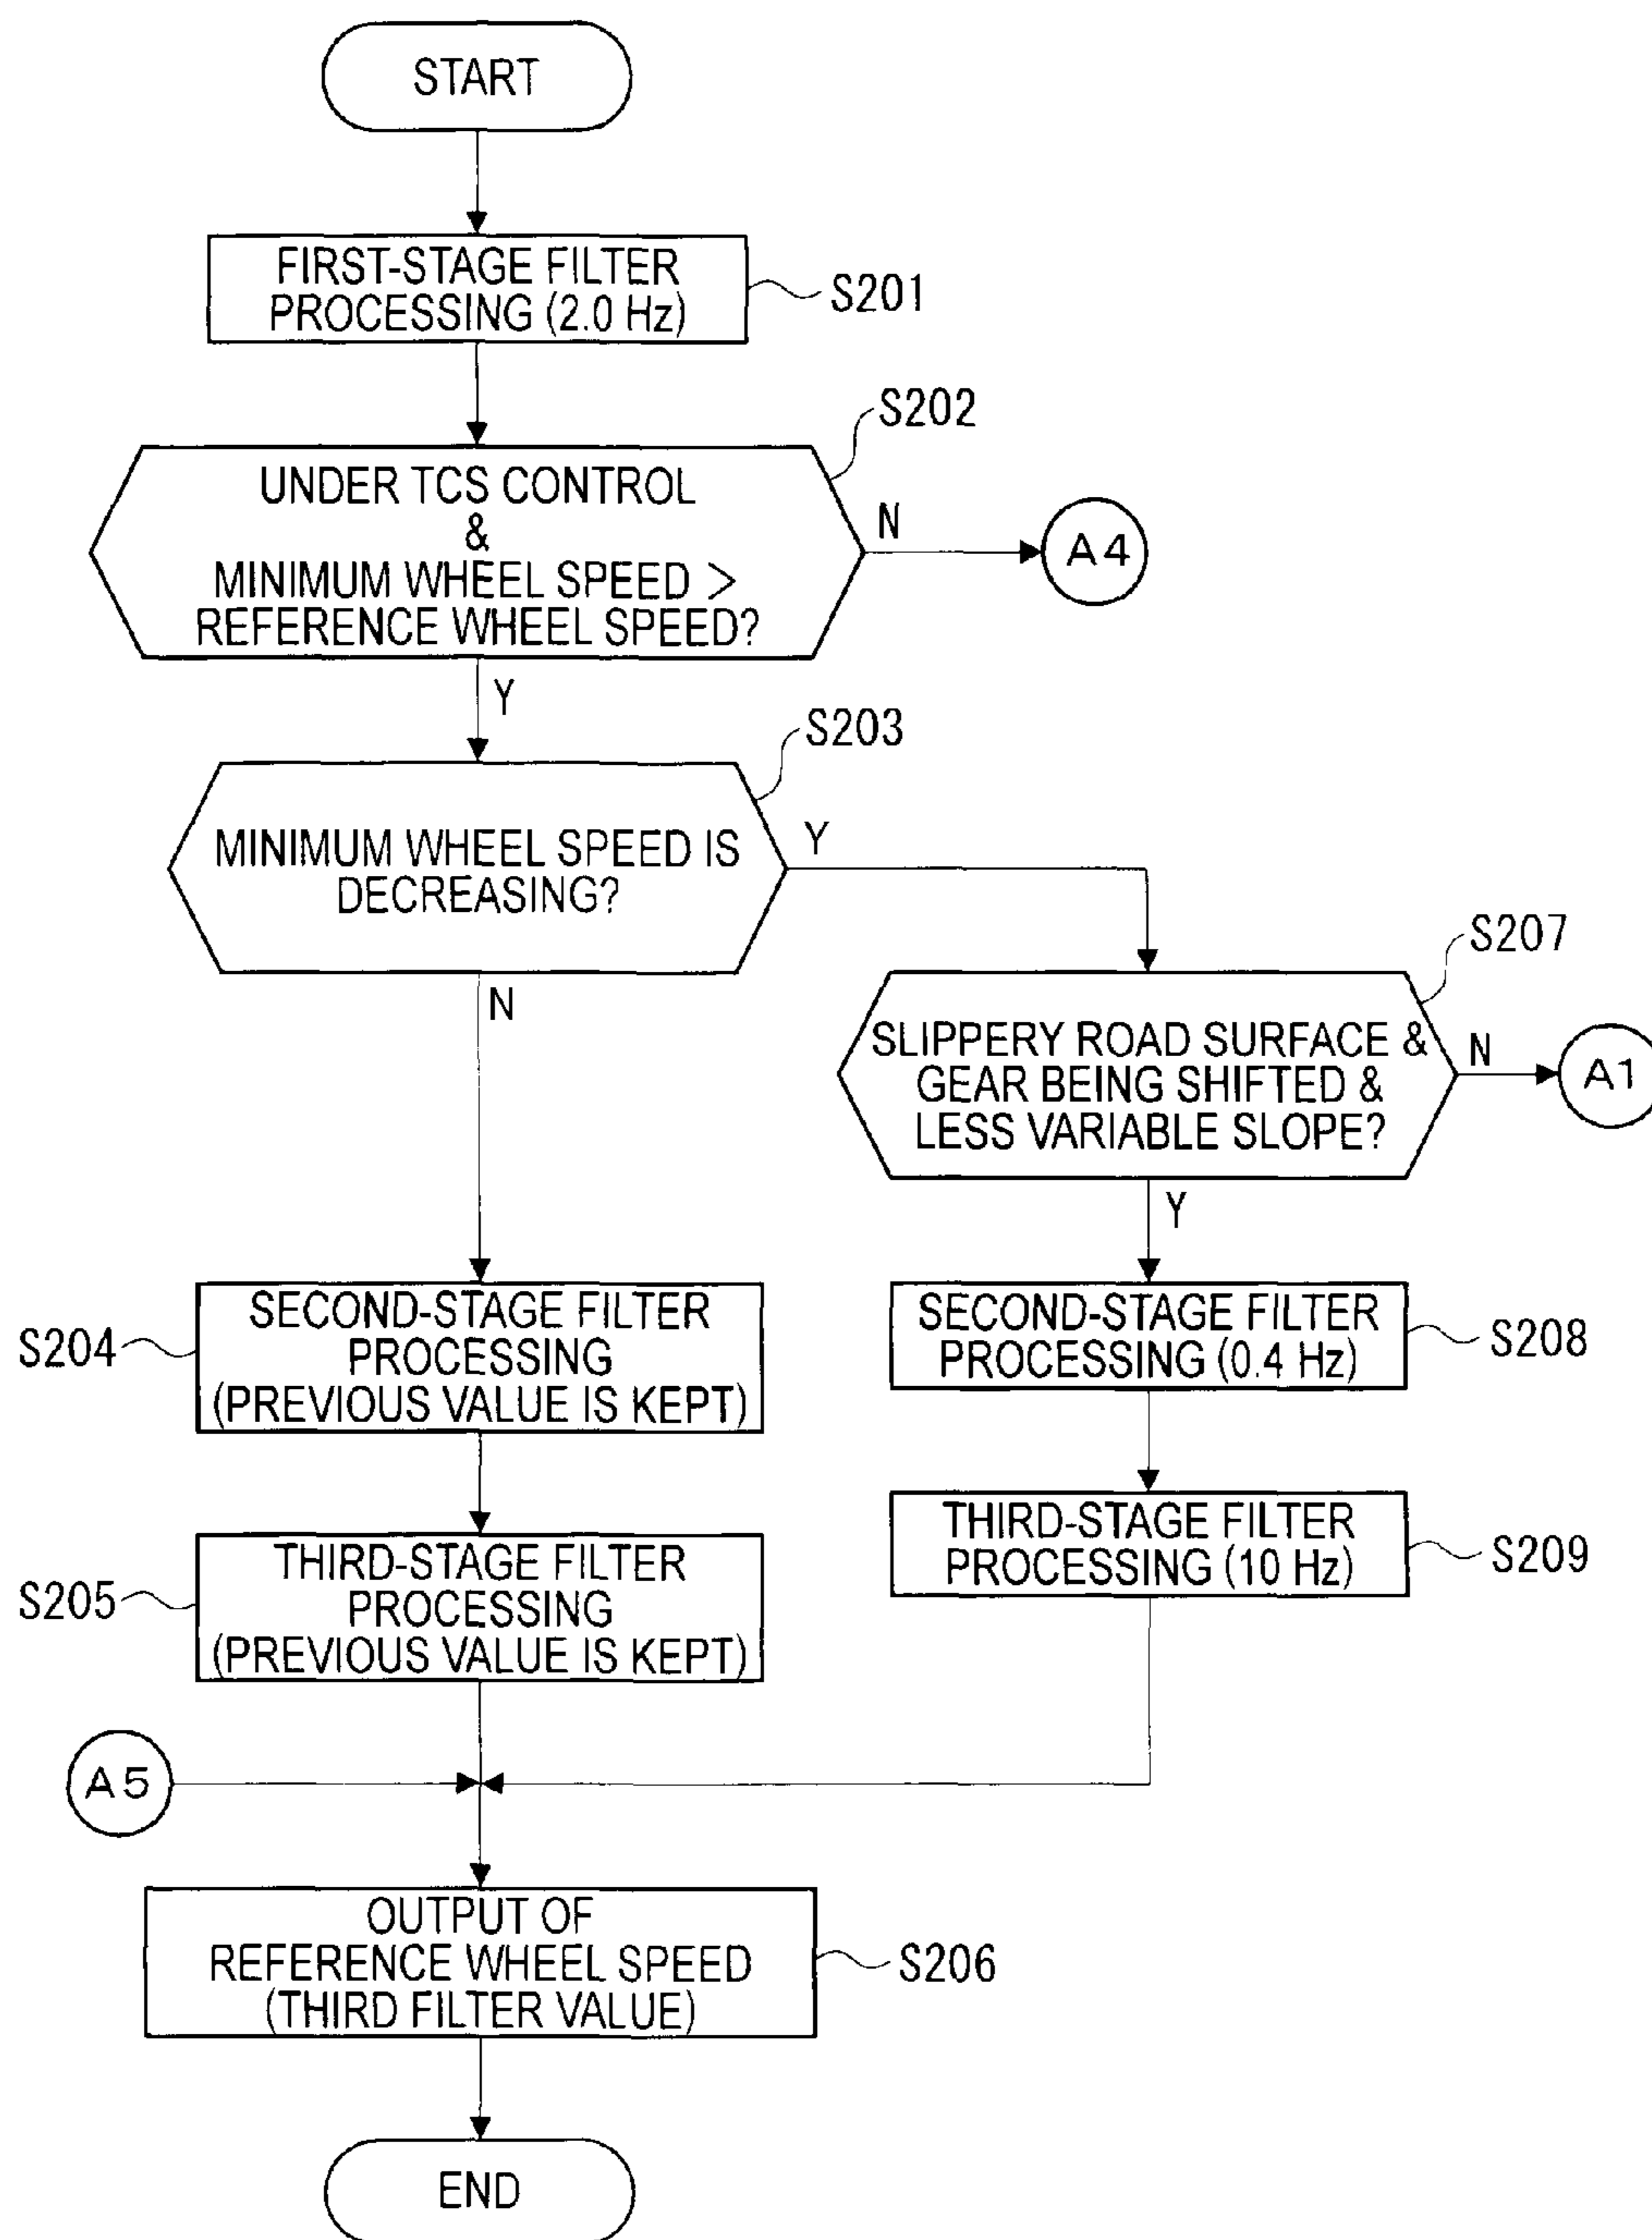 START
FIRST-STAGE FILTER
PROCESSING (2.0 Hz)
S201
S202
UNDER TCS CONTROL
&
MINIMUM WHEEL SPEED >
REFERENCE WHEEL SPEED?
N
A4
Y
S203
MINIMUM WHEEL SPEED IS
DECREASING?
Y
N
S207
SLIPPERY ROAD SURFACE &
GEAR BEING SHIFTED &
LESS VARIABLE SLOPE?
N
A1
Y
S204
SECOND-STAGE FILTER
PROCESSING
(PREVIOUS VALUE IS KEPT)
SECOND-STAGE FILTER
PROCESSING (0.4 Hz)
S208
S205
THIRD-STAGE FILTER
PROCESSING
(PREVIOUS VALUE IS KEPT)
THIRD-STAGE FILTER
PROCESSING (10 Hz)
S209
A5
OUTPUT OF
REFERENCE WHEEL SPEED
(THIRD FILTER VALUE)
S206
END